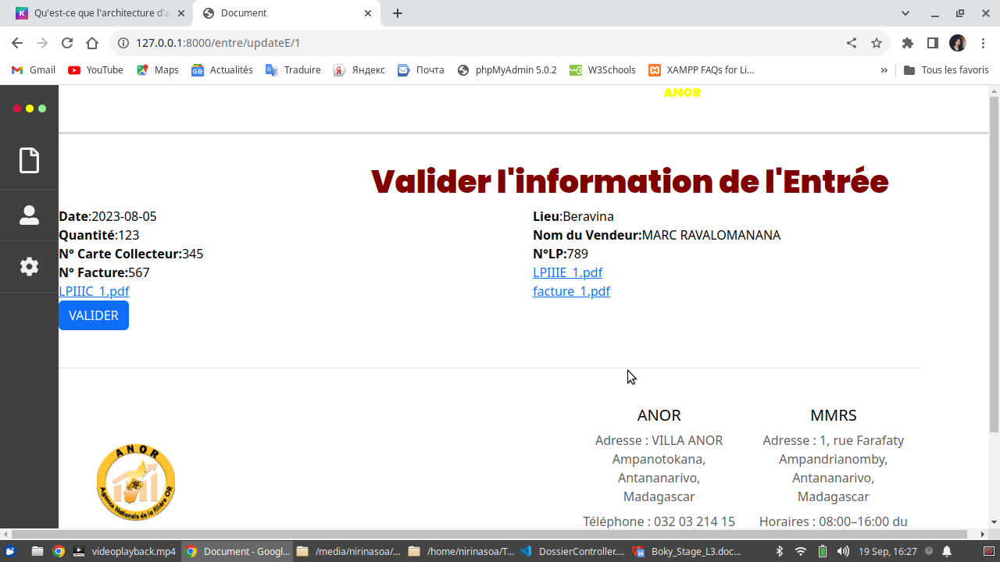 Qu'est-ce que l'architecture d'a
Document
127.0.0.1:8000/entre/updateE/1
Gmail
YouTube
Maps
Actualités
Traduire
Яндекс
Почта
phpMyAdmin 5.0.2
W3Schools
XAMPP FAQs for Li...
»
Tous les favoris
ANOR
Valider l'information de l'Entrée
Date:2023-08-05
Lieu:Beravina
Quantité:123
Nom du Vendeur:MARC RAVALOMANANA
N° Carte Collecteur:345
N°LP:789
N° Facture:567
LPIIIE_1.pdf
LPIIIC_1.pdf
facture_1.pdf
VALIDER
ANOR
Adresse : VILLA ANOR
Ampanotokana,
Antananarivo,
Madagascar
Téléphone : 032 03 214 15
MMRS
Adresse : 1, rue Farafaty
Ampandrianomby,
Antananarivo,
Madagascar
Horaires : 08:00–16:00 du
ANOR
Agence Nationale de la filière OR
videoplayback.mp4
Document - Googl...
/media/nirinasoa/...
/home/nirinasoa/T...
DossierController....
Boky_Stage_L3.doc...
19 Sep, 16:27